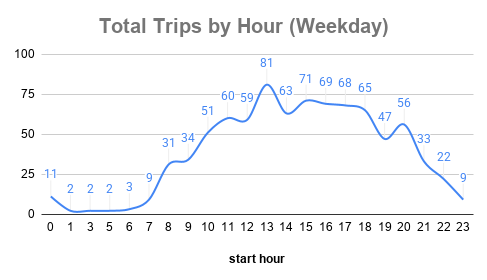 Total Trips by Hour (Weekday)
100
75
50
25
0
11 2 2 2 3 9 31 34 51 60 59 81 63 71 69 68 65 47 56 33 22 9
0 1 3 5 6 7 8 9 10 11 12 13 14 15 16 17 18 19 20 21 22 23
start hour